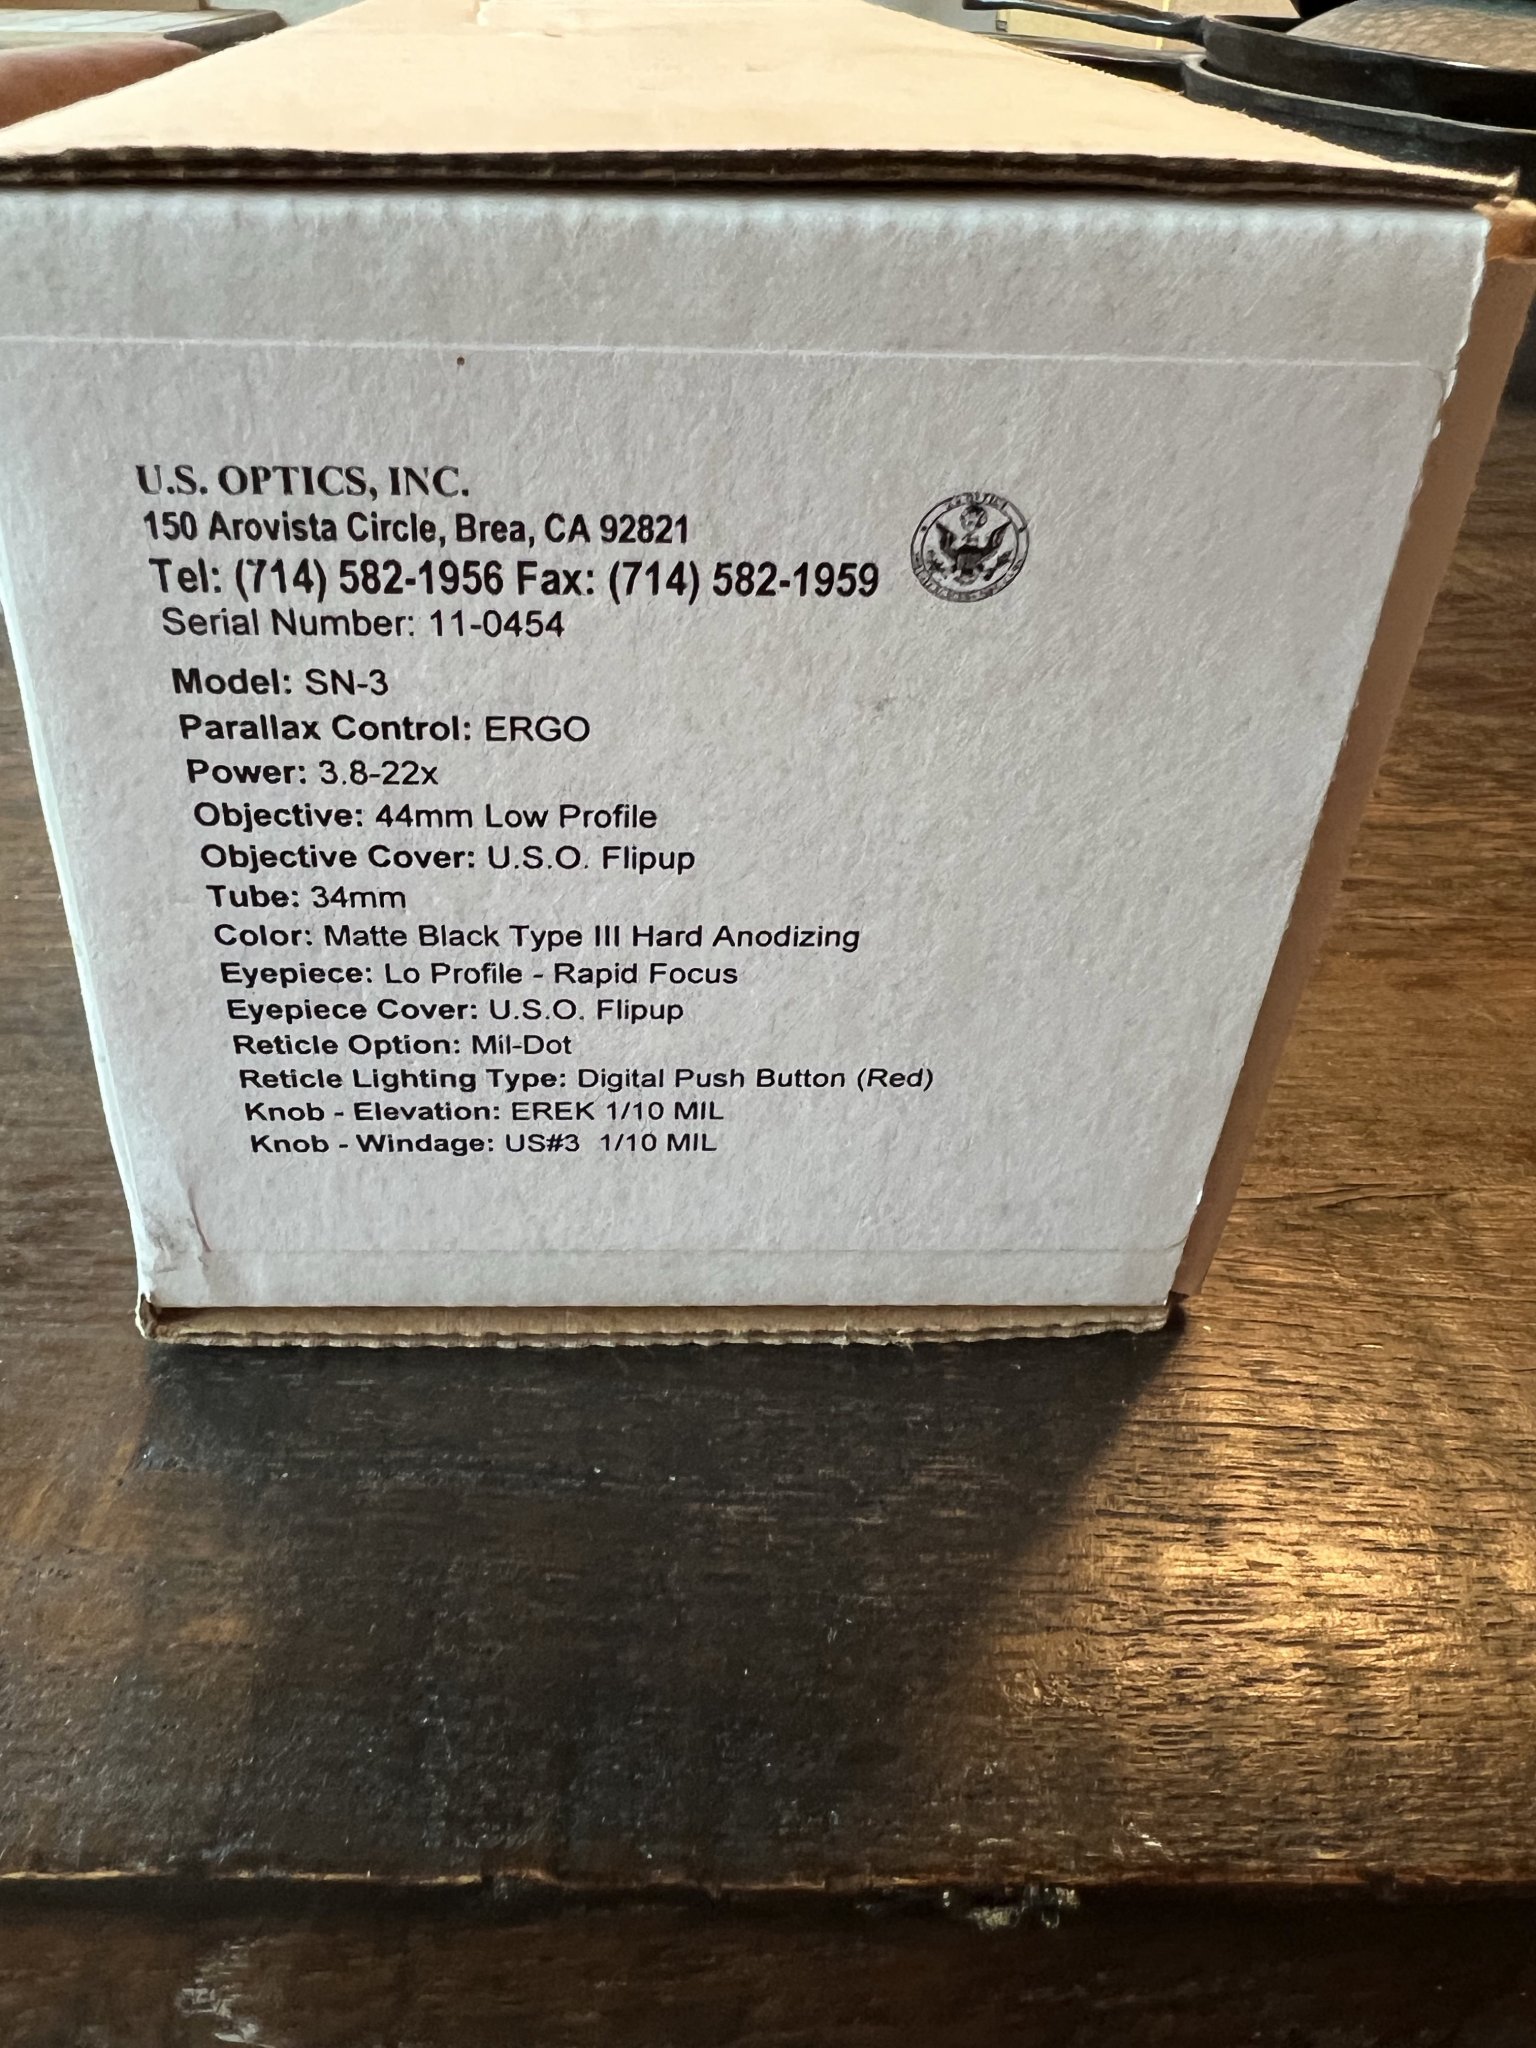 U.S. OPTICS, INC.
150 Arovista Circle, Brea, CA 92821
Tel: (714) 582-1956 Fax: (714) 582-1959
Serial Number: 11-0454
Model: SN-3
Parallax Control: ERGO
Power: 3.8-22x
Objective: 44mm Low Profile
Objective Cover: U.S.O. Flipup
Tube: 34mm
Color: Matte Black Type III Hard Anodizing
Eyepiece: Lo Profile - Rapid Focus
Eyepiece Cover: U.S.O. Flipup
Reticle Option: Mil-Dot
Reticle Lighting Type: Digital Push Button (Red)
Knob - Elevation: EREK 1/10 MIL
Knob - Windage: US#3  1/10 MIL